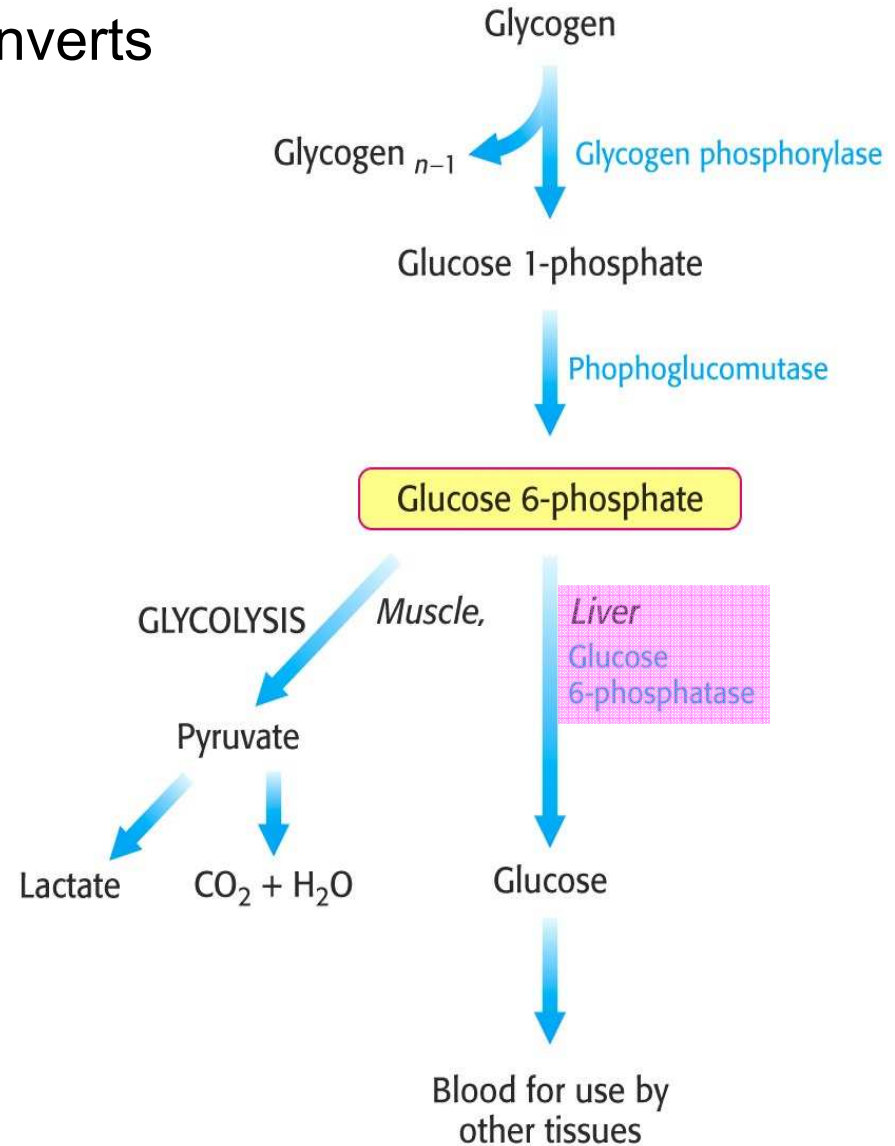 nverts
Glycogen
Glycogen n–1
Glycogen phosphorylase
Glucose 1-phosphate
Phophoglucomutase
Glucose 6-phosphate
GLYCOLYSIS
Muscle,
Liver
Glucose
6-phosphatase
Pyruvate
Lactate
CO2 + H2O
Glucose
Blood for use by
other tissues